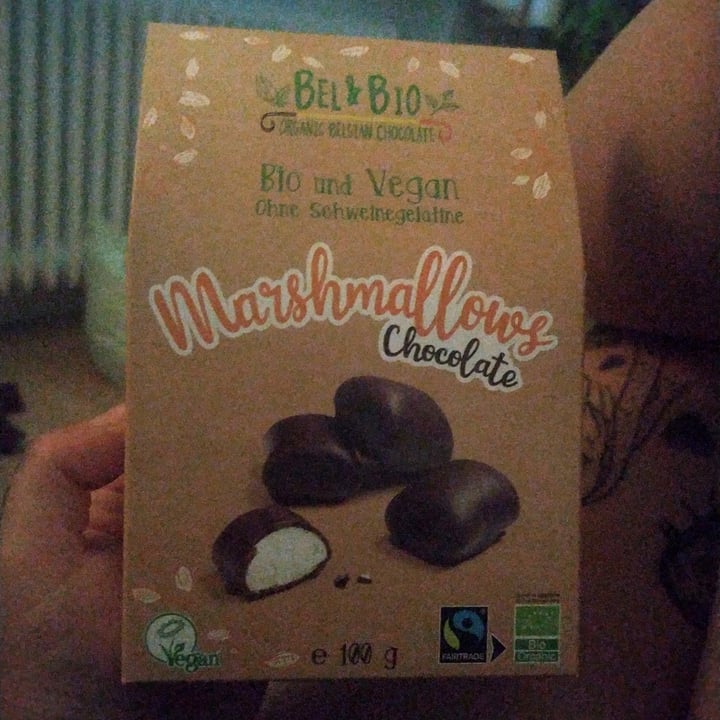 BEL & BIO
ORGANIC BELGIAN CHOCOLATE
Bio und Vegan
Ohne Schweinegelatine
Marshmallows
Chocolate
Vegan
e 100 g
FAIRTRADE
Bio
Organic